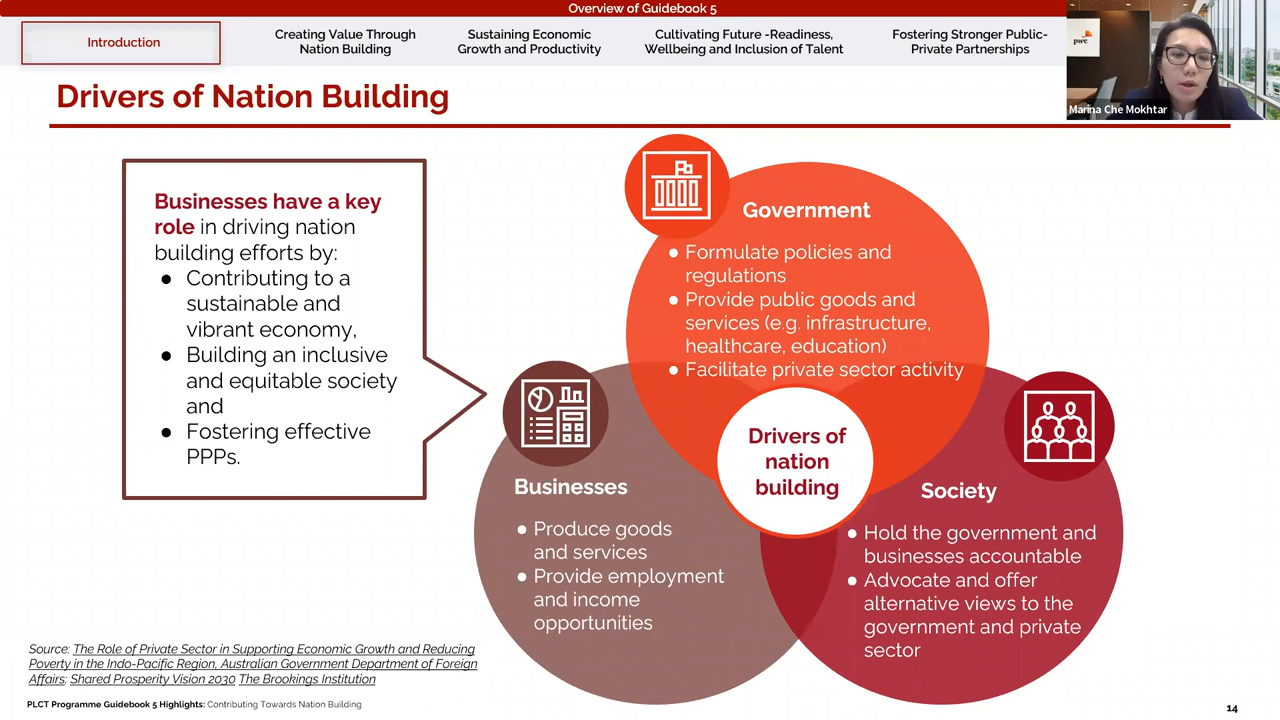 Overview of Guidebook 5
Introduction
Creating Value Through
Nation Building
Sustaining Economic
Growth and Productivity
Cultivating Future -Readiness,
Wellbeing and Inclusion of Talent
Fostering Stronger Public-
Private Partnerships
pwc
Marina Che Mokhtar
Drivers of Nation Building
Businesses have a key
role in driving nation
building efforts by:
● Contributing to a
sustainable and
vibrant economy,
● Building an inclusive
and equitable society
and
● Fostering effective
PPPs.
Government
● Formulate policies and
regulations
● Provide public goods and
services (e.g. infrastructure,
healthcare, education)
● Facilitate private sector activity
Drivers of
nation
building
Businesses
● Produce goods
and services
● Provide employment
and income
opportunities
Society
● Hold the government and
businesses accountable
● Advocate and offer
alternative views to the
government and private
sector
Source: The Role of Private Sector in Supporting Economic Growth and Reducing
Poverty in the Indo-Pacific Region, Australian Government Department of Foreign
Affairs; Shared Prosperity Vision 2030 The Brookings Institution
PLCT Programme Guidebook 5 Highlights: Contributing Towards Nation Building
14